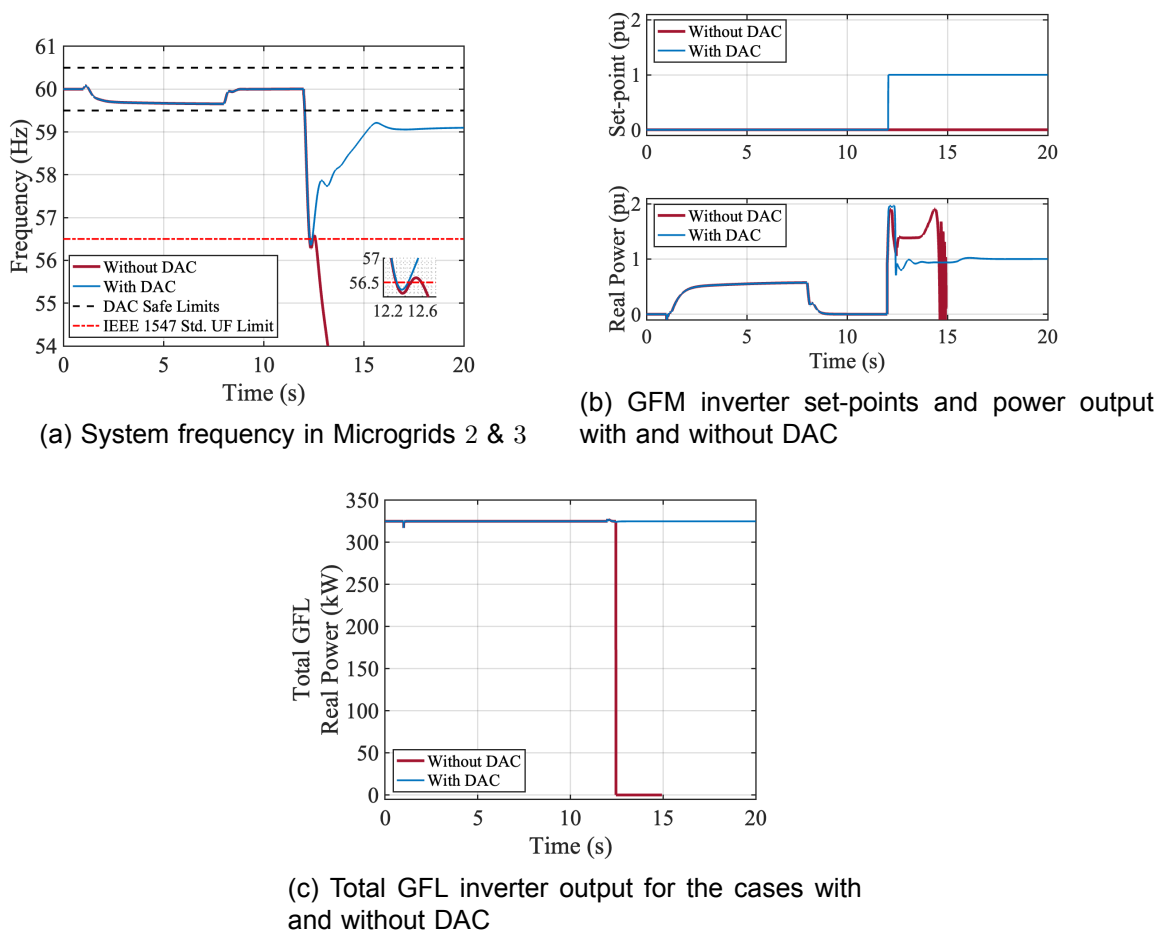 61
60
59
58
57
56
55
54
Frequency (Hz)
Without DAC
With DAC
DAC Safe Limits
IEEE 1547 Std. UF Limit
57
56.5
12.2 12.6
0 5 10 15 20
Time (s)
(a) System frequency in Microgrids 2 & 3
2
1
0
Set-point (pu)
Without DAC
With DAC
0 5 10 15 20
2
1
0
Real Power (pu)
Without DAC
With DAC
0 5 10 15 20
Time (s)
(b) GFM inverter set-points and power output
with and without DAC
350
300
250
200
150
100
50
0
Total GFL
Real Power (kW)
Without DAC
With DAC
0 5 10 15 20
Time (s)
(c) Total GFL inverter output for the cases with
and without DAC